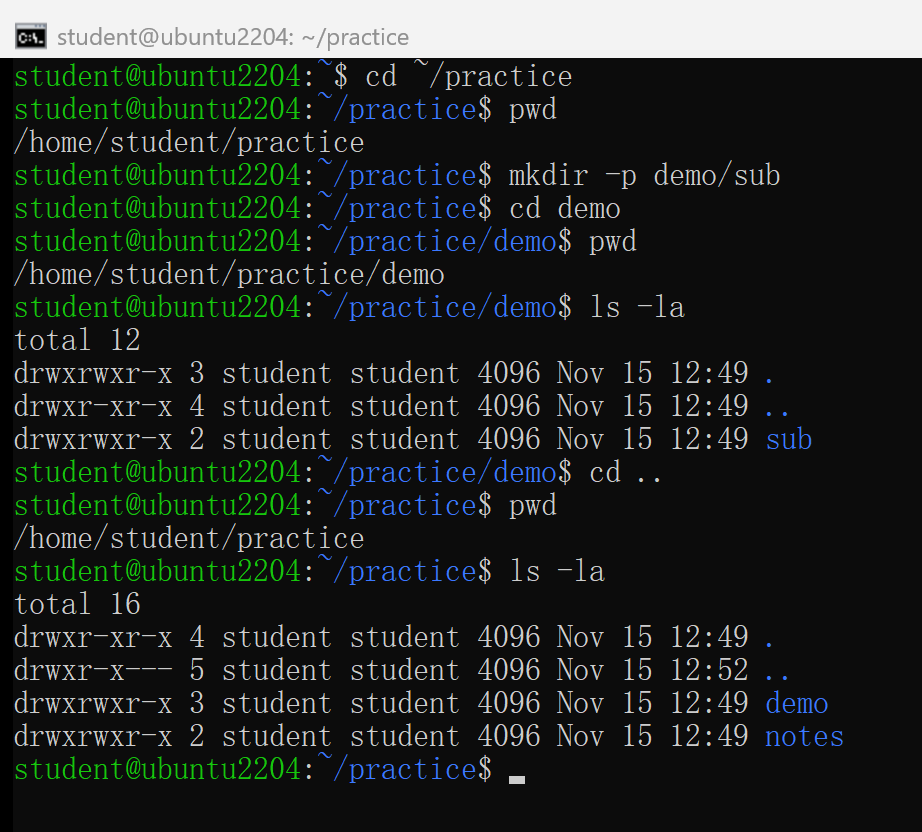 C:\.
student@ubuntu2204: ~/practice
student@ubuntu2204:~$ cd ~/practice
student@ubuntu2204:~/practice$ pwd
/home/student/practice
student@ubuntu2204:~/practice$ mkdir -p demo/sub
student@ubuntu2204:~/practice$ cd demo
student@ubuntu2204:~/practice/demo$ pwd
/home/student/practice/demo
student@ubuntu2204:~/practice/demo$ ls -la
total 12
drwxrwxr-x 3 student student 4096 Nov 15 12:49 .
drwxr-xr-x 4 student student 4096 Nov 15 12:49 ..
drwxrwxr-x 2 student student 4096 Nov 15 12:49 sub
student@ubuntu2204:~/practice/demo$ cd ..
student@ubuntu2204:~/practice$ pwd
/home/student/practice
student@ubuntu2204:~/practice$ ls -la
total 16
drwxr-xr-x 4 student student 4096 Nov 15 12:49 .
drwxr-x--- 5 student student 4096 Nov 15 12:52 ..
drwxrwxr-x 3 student student 4096 Nov 15 12:49 demo
drwxrwxr-x 2 student student 4096 Nov 15 12:49 notes
student@ubuntu2204:~/practice$